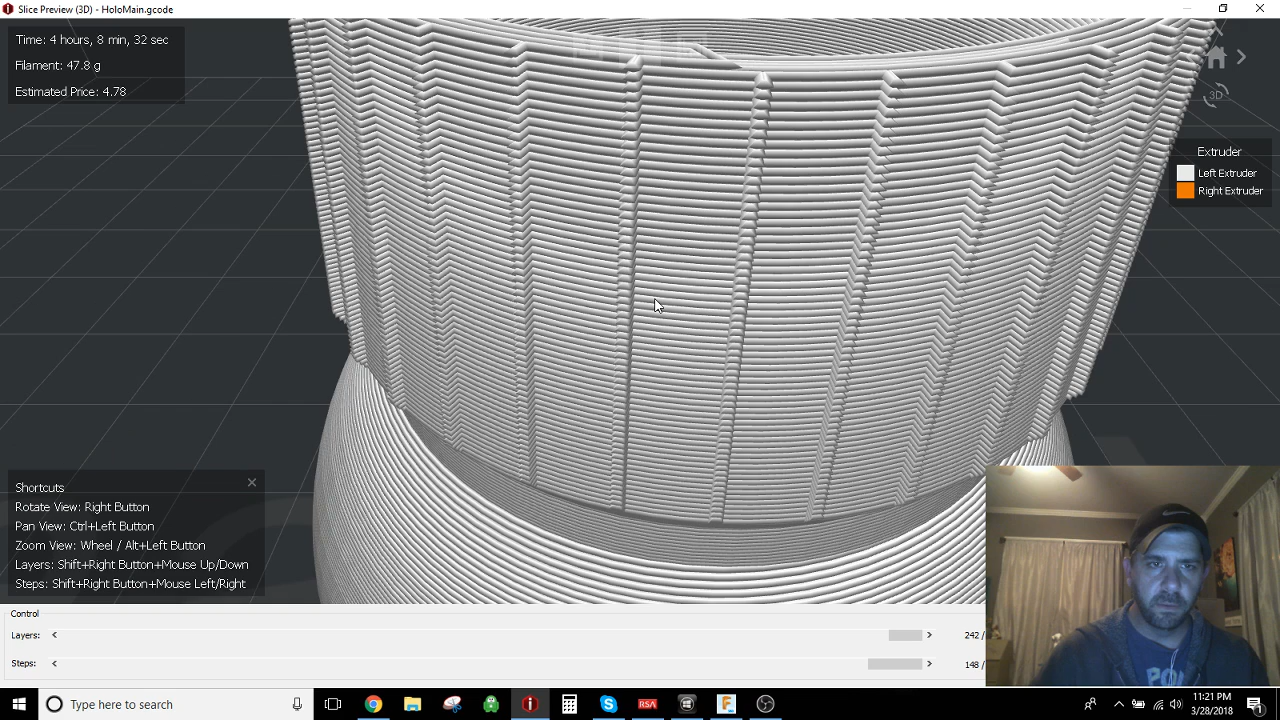 Slice Preview (3D) - HoloMain.gcode
Time: 4 hours, 8 min, 32 sec
Filament: 47.8 g
Estimated Price: 4.78
3D
Extruder
Left Extruder
Right Extruder
Shortcuts
Rotate View: Right Button
Pan View: Ctrl+Left Button
Zoom View: Wheel / Alt+Left Button
Layers: Shift+Right Button+Mouse Up/Down
Steps: Shift+Right Button+Mouse Left/Right
Control
Layers:
242 /
Steps:
148 /
Type here to search
RSA
11:21 PM
3/28/2018